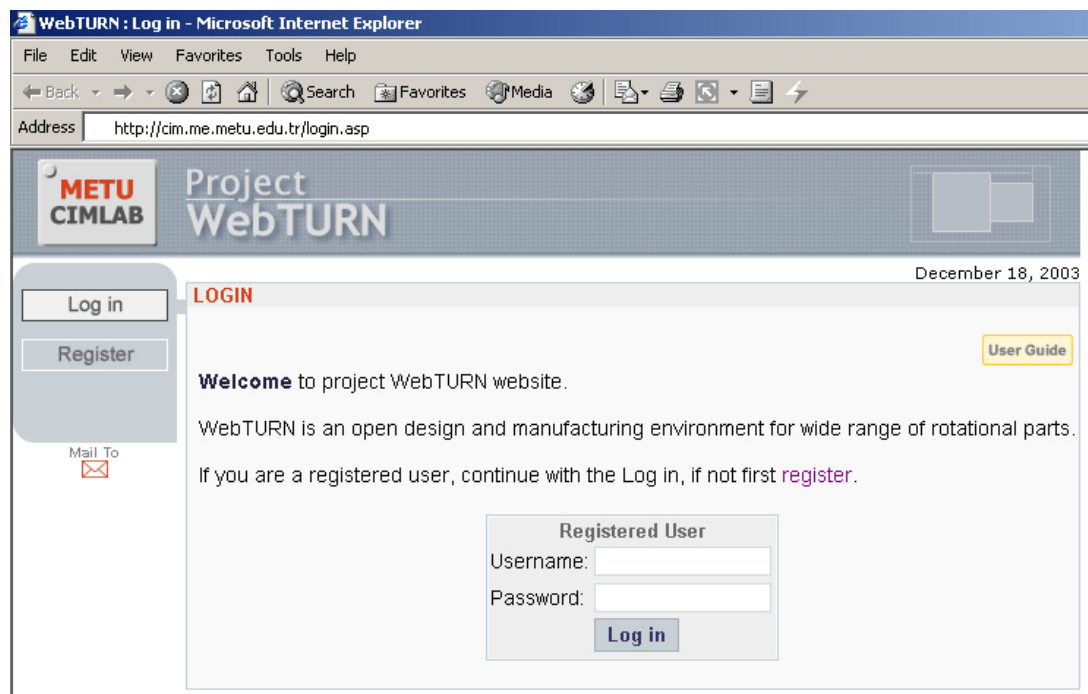 WebTURN : Log in - Microsoft Internet Explorer
File Edit View Favorites Tools Help
Back Search Favorites Media
Address http://cim.me.metu.edu.tr/login.asp
METU
CIMLAB
Project
WebTURN
December 18, 2003
Log in
Register
Mail To
LOGIN
User Guide
Welcome to project WebTURN website.
WebTURN is an open design and manufacturing environment for wide range of rotational parts.
If you are a registered user, continue with the Log in, if not first register.
Registered User
Username:
Password:
Log in